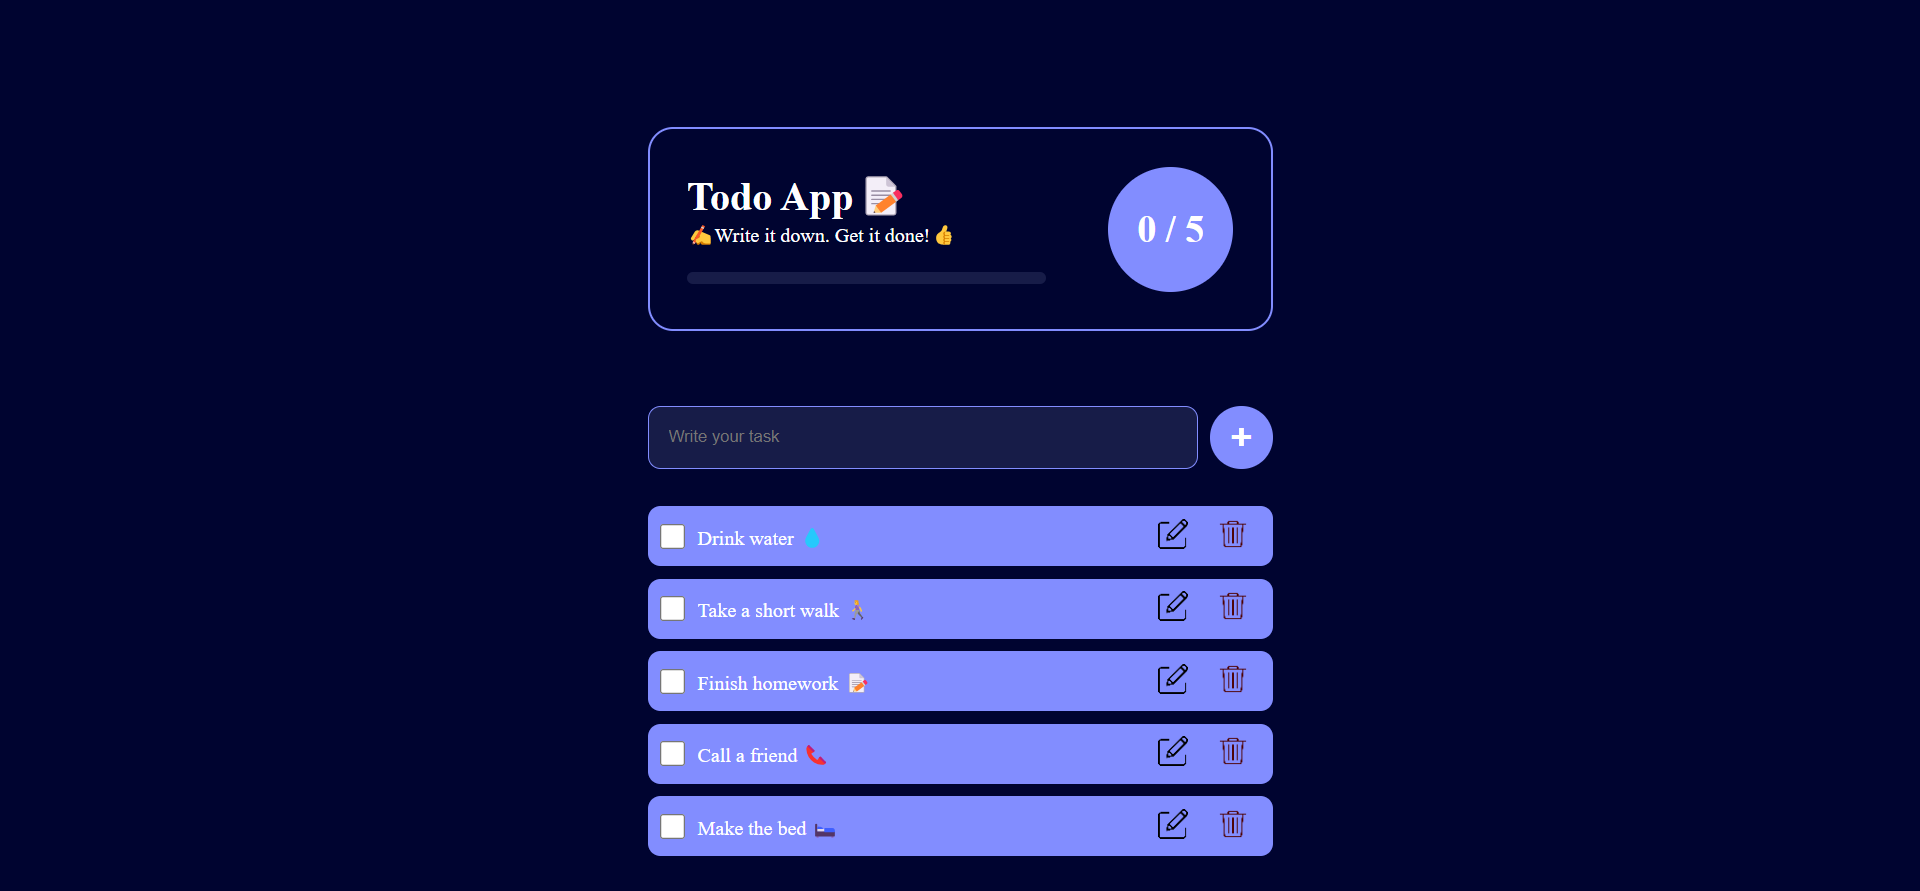 Todo App 📝
✍️ Write it down. Get it done! 👍
0 / 5
Write your task
+
Drink water 💧
Take a short walk 🚶
Finish homework 📝
Call a friend 📞
Make the bed 🛏️